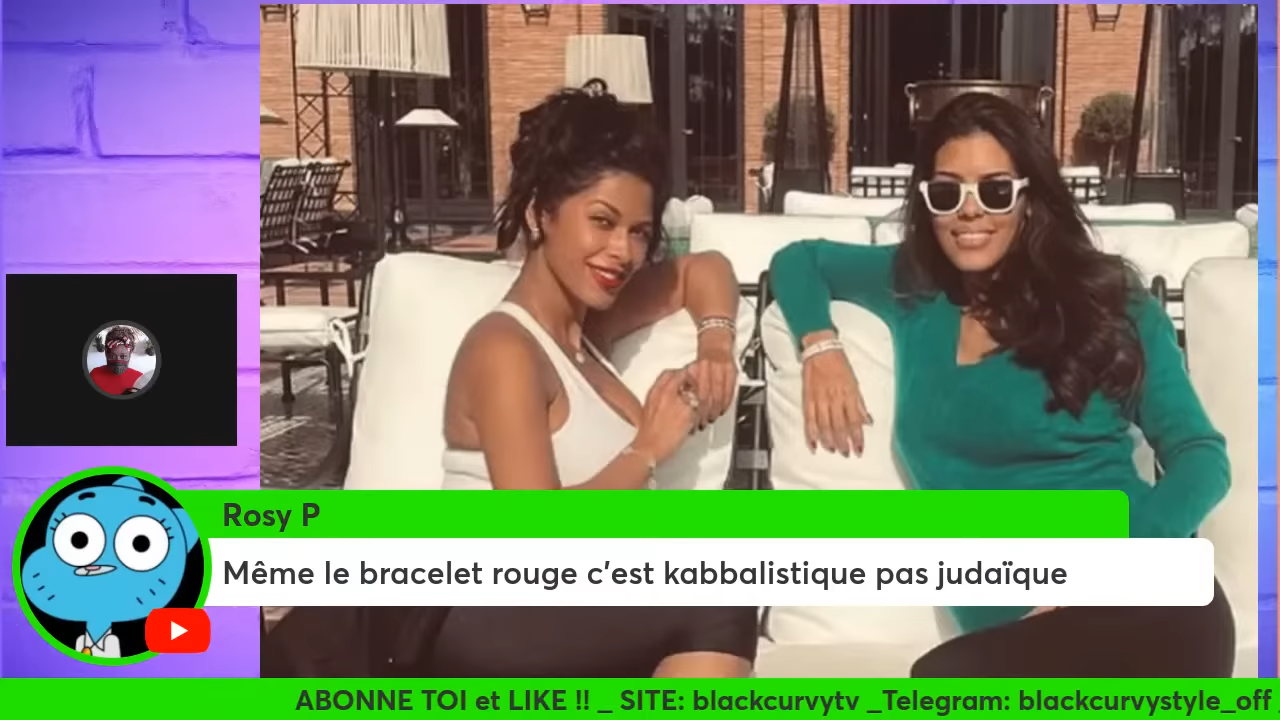 Rosy P
Même le bracelet rouge c'est kabbalistique pas judaïque
ABONNE TOI et LIKE !! _ SITE: blackcurvytv _Telegram: blackcurvystyle_off _